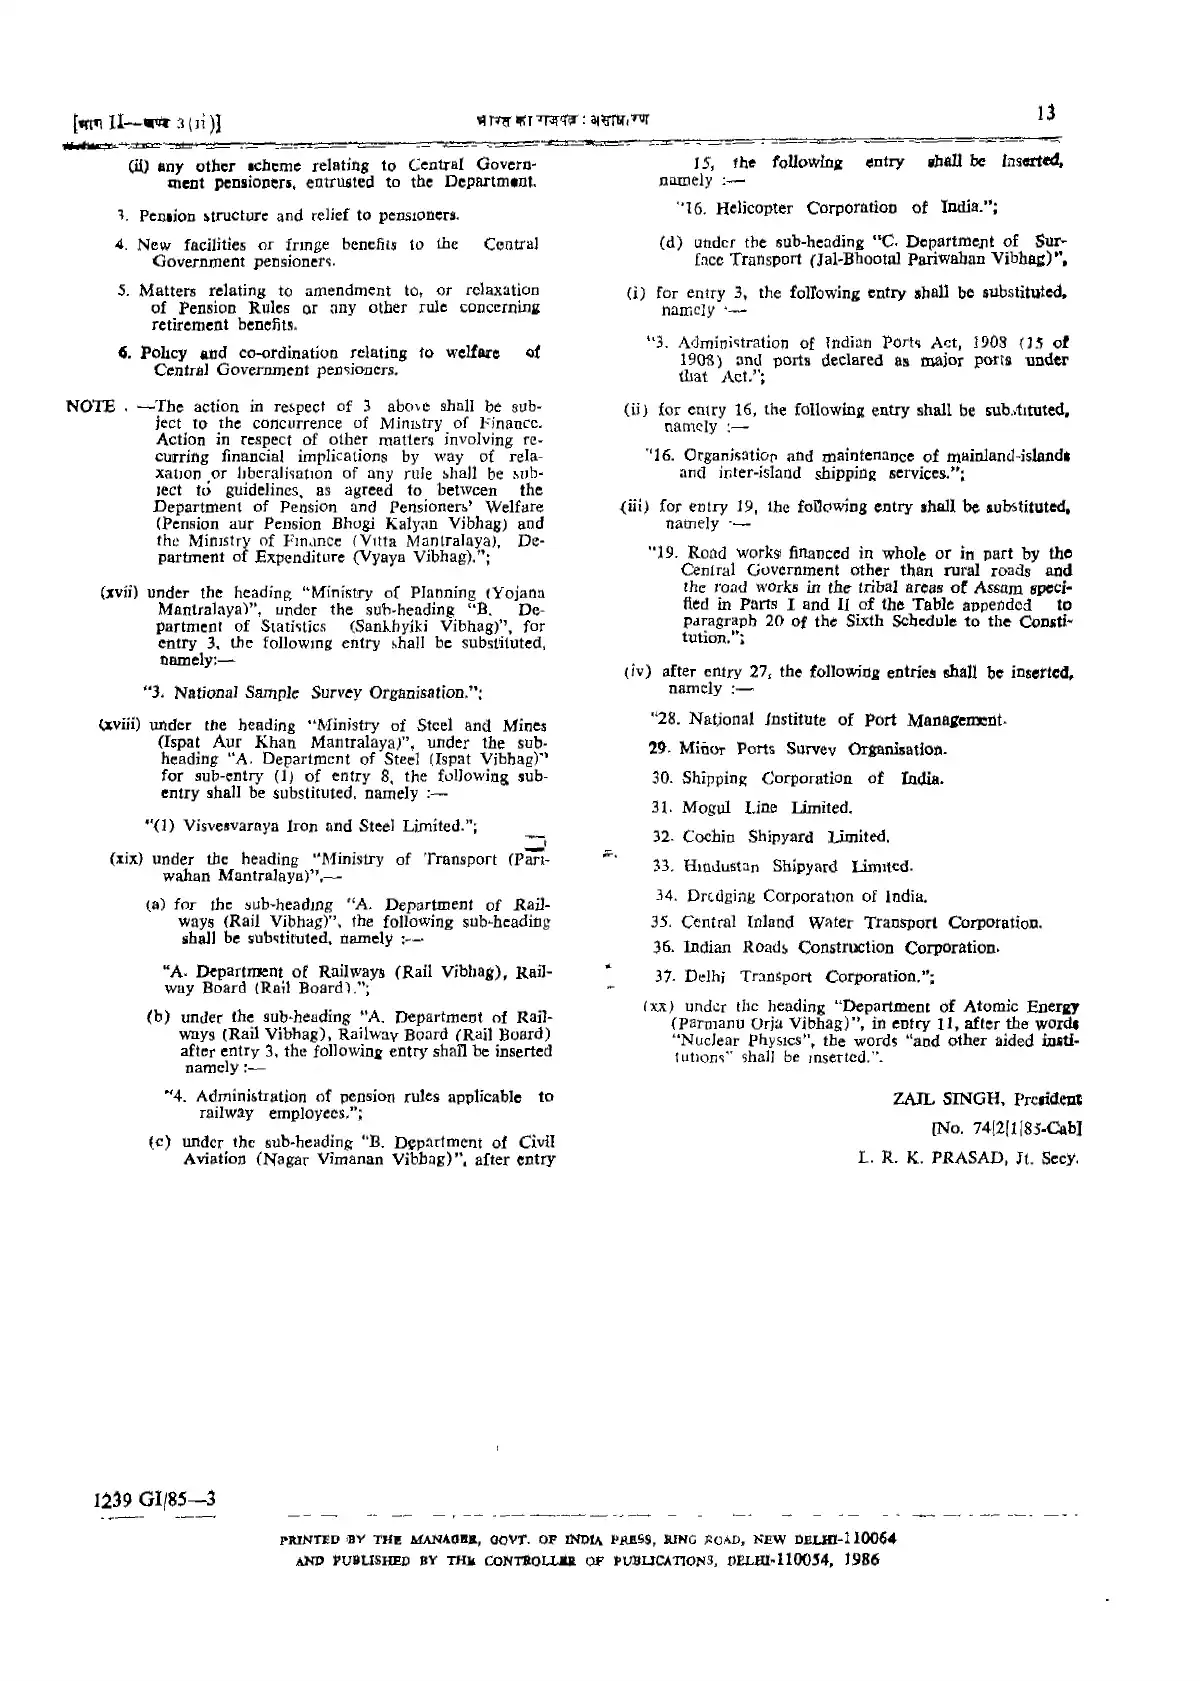 [भाग II—खण्ड 3(ii)]
भारत का राजपत्र : असाधारण
13
(ii) any other scheme relating to Central Govern-
ment pensioners, entrusted to the Department.
3. Pension structure and relief to pensioners.
4. New facilities or fringe benefits to the Central
Government pensioners.
5. Matters relating to amendment to, or relaxation
of Pension Rules or any other rule concerning
retirement benefits.
6. Policy and co-ordination relating to welfare of
Central Government pensioners.
NOTE . —The action in respect of 3 above shall be sub-
ject to the concurrence of Ministry of Finance.
Action in respect of other matters involving re-
curring financial implications by way of rela-
xation or liberalisation of any rule shall be sub-
ject to guidelines, as agreed to between the
Department of Pension and Pensioners' Welfare
(Pension aur Pension Bhogi Kalyan Vibhag) and
the Ministry of Finance (Vitta Mantralaya), De-
partment of Expenditure (Vyaya Vibhag).";
(xvii) under the heading "Ministry of Planning (Yojana
Mantralaya)", under the sub-heading "B. De-
partment of Statistics (Sankhyiki Vibhag)", for
entry 3, the following entry shall be substituted,
namely:—
"3. National Sample Survey Organisation.";
(xviii) under the heading "Ministry of Steel and Mines
(Ispat Aur Khan Mantralaya)", under the sub-
heading "A. Department of Steel (Ispat Vibhag)"
for sub-entry (1) of entry 8, the following sub-
entry shall be substituted, namely :—
"(1) Visvesvaraya Iron and Steel Limited.";
(xix) under the heading "Ministry of Transport (Pari-
wahan Mantralaya)",—
(a) for the sub-heading "A. Department of Rail-
ways (Rail Vibhag)", the following sub-heading
shall be substituted, namely :—
"A. Department of Railways (Rail Vibhag), Rail-
way Board (Rail Board).";
(b) under the sub-heading "A. Department of Rail-
ways (Rail Vibhag), Railway Board (Rail Board)
after entry 3, the following entry shall be inserted
namely :—
"4. Administration of pension rules applicable to
railway employees.";
(c) under the sub-heading "B. Department of Civil
Aviation (Nagar Vimanan Vibhag)", after entry
15, the following entry shall be inserted,
namely :—
"16. Helicopter Corporation of India.";
(d) under the sub-heading "C. Department of Sur-
face Transport (Jal-Bhootal Pariwahan Vibhag)",
(i) for entry 3, the following entry shall be substituted,
namely :—
"3. Administration of Indian Ports Act, 1908 (15 of
1908) and ports declared as major ports under
that Act.";
(ii) for entry 16, the following entry shall be substituted,
namely :—
"16. Organisation and maintenance of mainland-islands
and inter-island shipping services.";
(iii) for entry 19, the following entry shall be substituted,
namely :—
"19. Road works financed in whole or in part by the
Central Government other than rural roads and
the road works in the tribal areas of Assam speci-
fied in Parts I and II of the Table appended to
paragraph 20 of the Sixth Schedule to the Consti-
tution.";
(iv) after entry 27, the following entries shall be inserted,
namely :—
"28. National Institute of Port Management.
29. Minor Ports Survey Organisation.
30. Shipping Corporation of India.
31. Mogul Line Limited.
32. Cochin Shipyard Limited.
33. Hindustan Shipyard Limited.
34. Dredging Corporation of India.
35. Central Inland Water Transport Corporation.
36. Indian Roads Construction Corporation.
37. Delhi Transport Corporation.";
(xx) under the heading "Department of Atomic Energy
(Parmanu Orja Vibhag)", in entry 11, after the words
"Nuclear Physics", the words "and other aided insti-
tutions" shall be inserted.".
ZAIL SINGH, President
[No. 74|2|1|85-Cab]
L. R. K. PRASAD, Jt. Secy.
1239 GI/85—3
PRINTED BY THE MANAGER, GOVT. OF INDIA PRESS, RING ROAD, NEW DELHI-110064
AND PUBLISHED BY THE CONTROLLER OF PUBLICATIONS, DELHI-110054, 1986